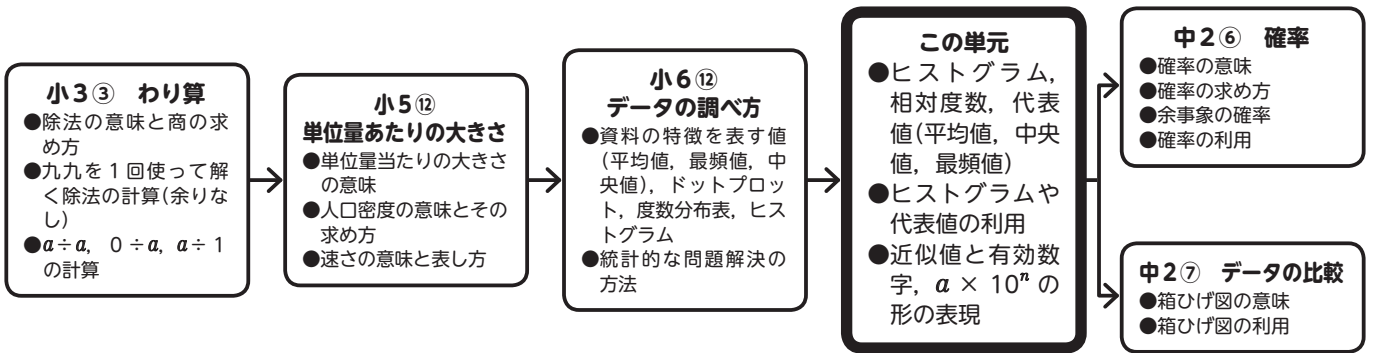 小3③ わり算
●除法の意味と商の求
め方
●九九を1回使って解
く除法の計算(余りな
し)
●a÷a, 0÷a, a÷1
の計算
小5⑫
単位量あたりの大きさ
●単位量当たりの大きさ
の意味
●人口密度の意味とその
求め方
●速さの意味と表し方
小6⑫
データの調べ方
●資料の特徴を表す値
(平均値,最頻値,中
央値),ドットプロッ
ト,度数分布表,ヒス
トグラム
●統計的な問題解決の
方法
この単元
●ヒストグラム,
相対度数,代表
値(平均値,中央
値,最頻値)
●ヒストグラムや
代表値の利用
●近似値と有効数
字,a × 10ⁿ の
形の表現
中2⑥ 確率
●確率の意味
●確率の求め方
●余事象の確率
●確率の利用
中2⑦ データの比較
●箱ひげ図の意味
●箱ひげ図の利用